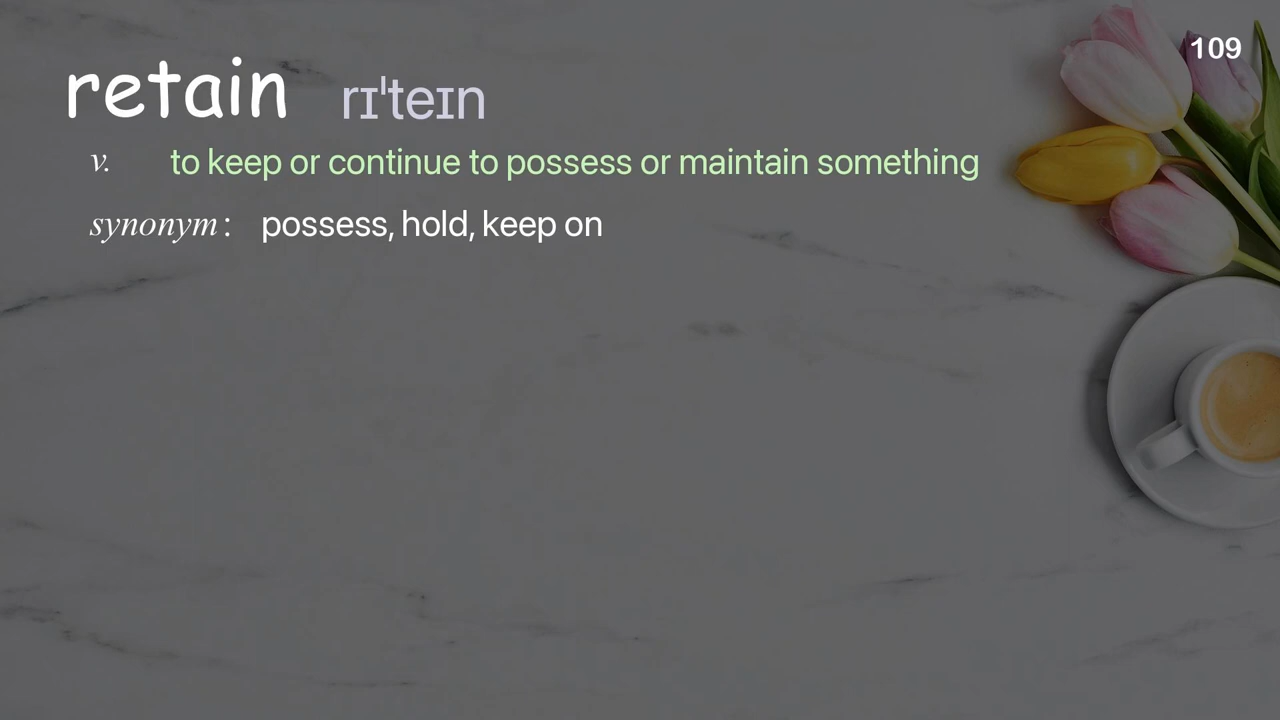 109
retain rɪˈteɪn
v. to keep or continue to possess or maintain something
synonym: possess, hold, keep on